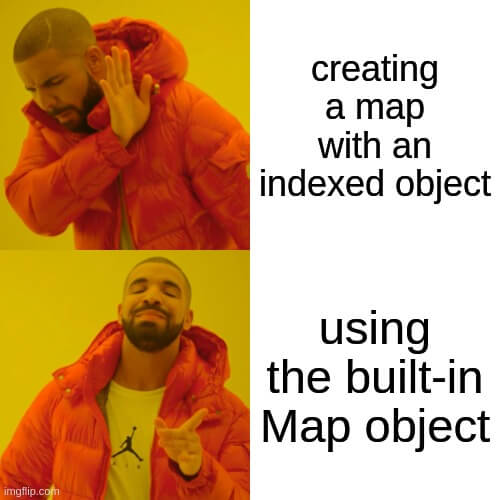 creating
a map
with an
indexed object
using
the built-in
Map object
imgflip.com